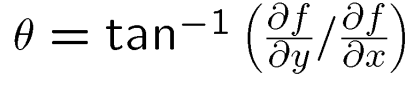 θ = tan⁻¹ (∂f/∂y / ∂f/∂x)